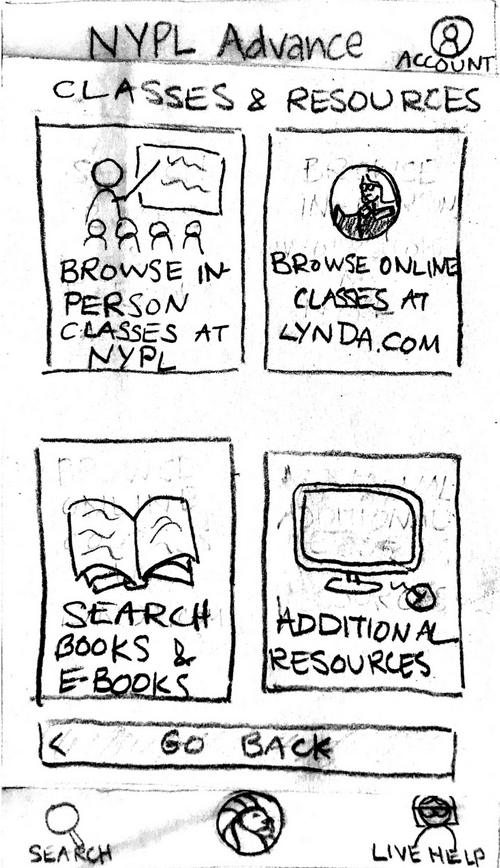 NYPL Advance
ACCOUNT
CLASSES & RESOURCES
BROWSE IN-
PERSON
CLASSES AT
NYPL
BROWSE ONLINE
CLASSES AT
LYNDA.COM
SEARCH
BOOKS &
E-BOOKS
ADDITIONAL
RESOURCES
< GO BACK
SEARCH
LIVE HELP